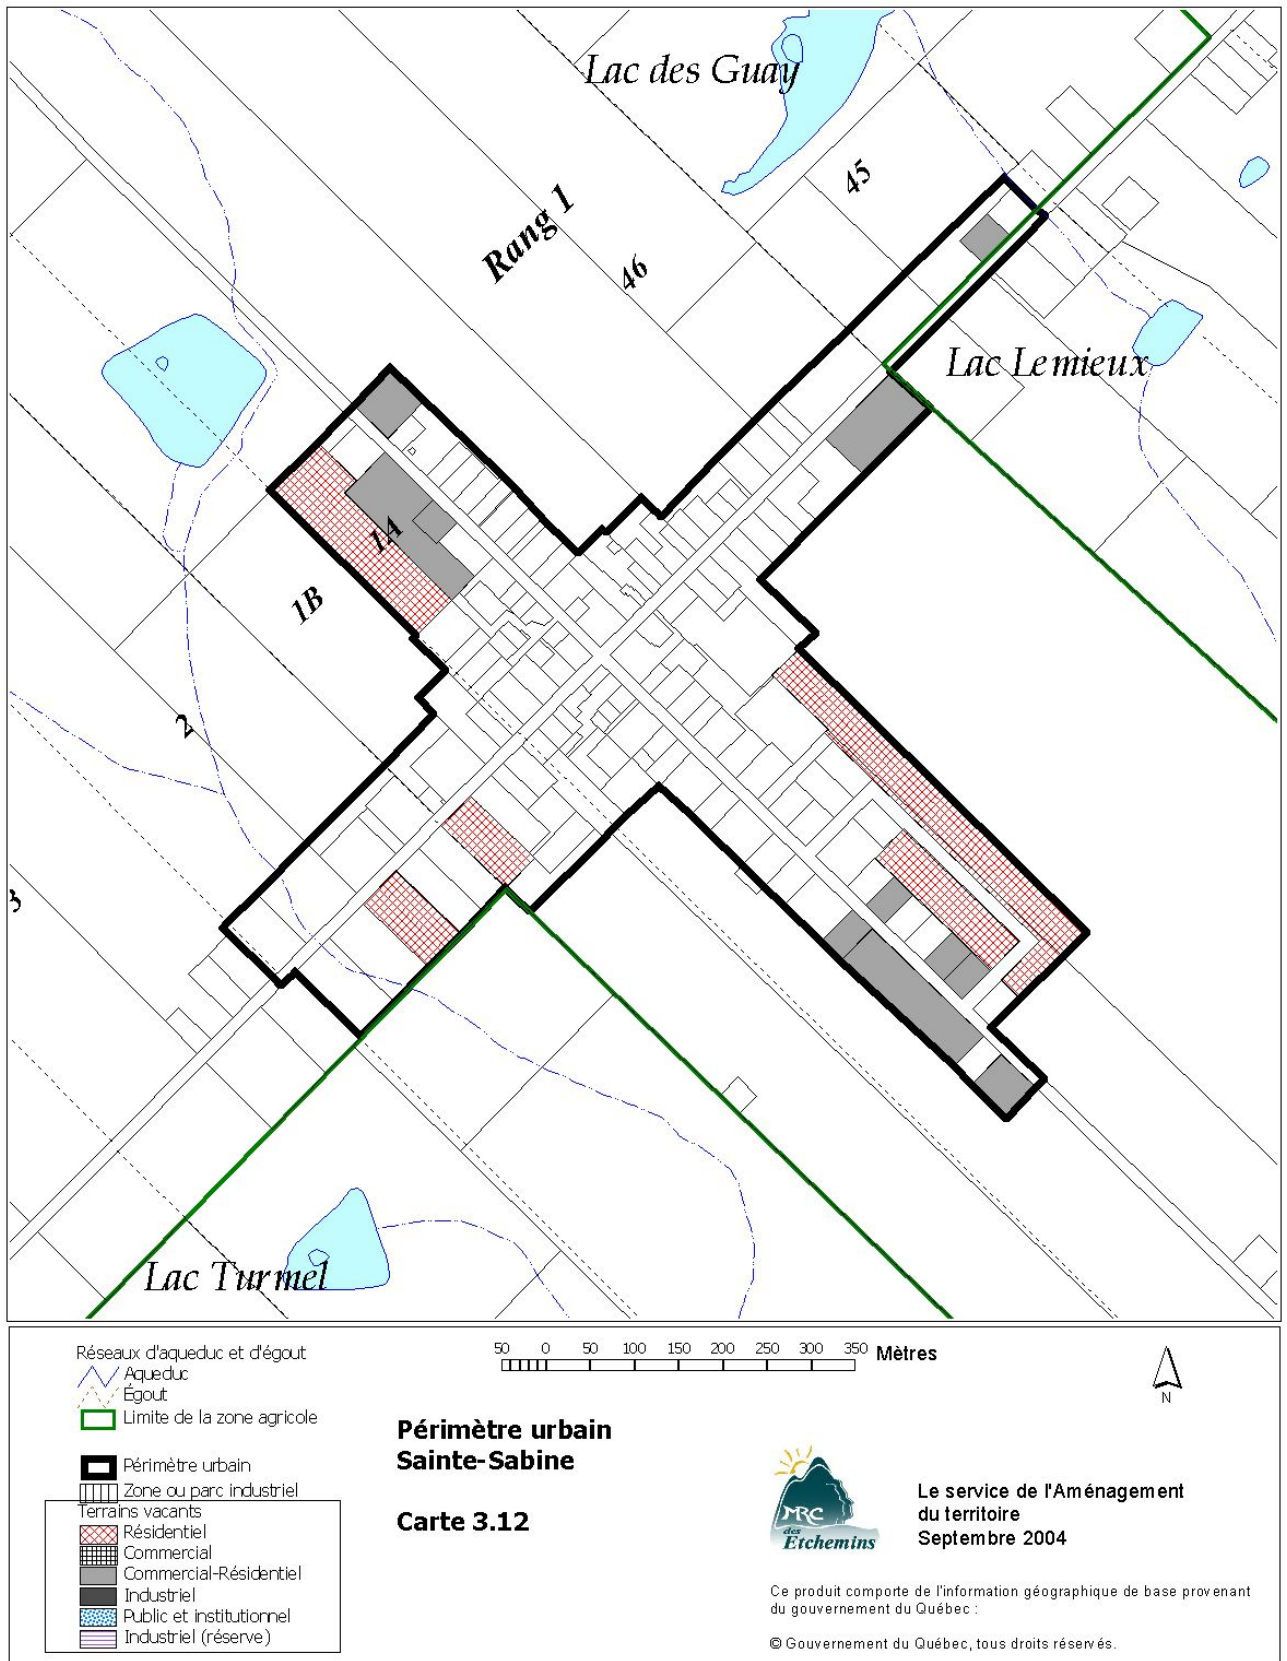 Lac des Guay
45
Rang 1
46
Lac Lemieux
1A
1B
2
3
Lac Turmel
Réseaux d'aqueduc et d'égout
Aqueduc
Égout
Limite de la zone agricole
Périmètre urbain
Zone ou parc industriel
Terrains vacants
Résidentiel
Commercial
Commercial-Résidentiel
Industriel
Public et institutionnel
Industriel (réserve)
50 0 50 100 150 200 250 300 350 Mètres
N
Périmètre urbain
Sainte-Sabine
Carte 3.12
MRC
des
Etchemins
Le service de l'Aménagement
du territoire
Septembre 2004
Ce produit comporte de l'information géographique de base provenant
du gouvernement du Québec :
© Gouvernement du Québec, tous droits réservés.